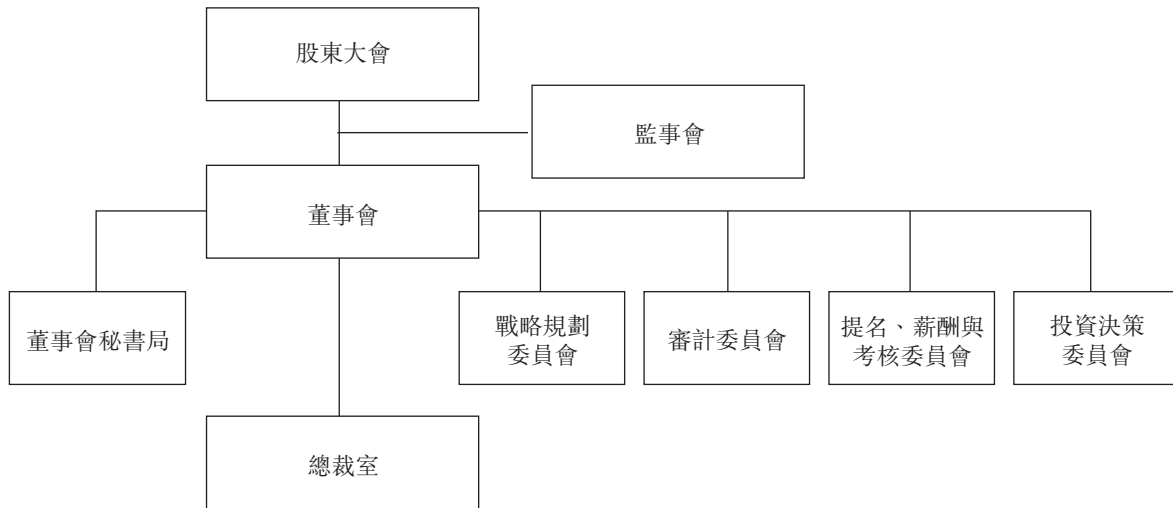 股東大會
監事會
董事會
董事會秘書局
戰略規劃
委員會
審計委員會
提名、薪酬與
考核委員會
投資決策
委員會
總裁室